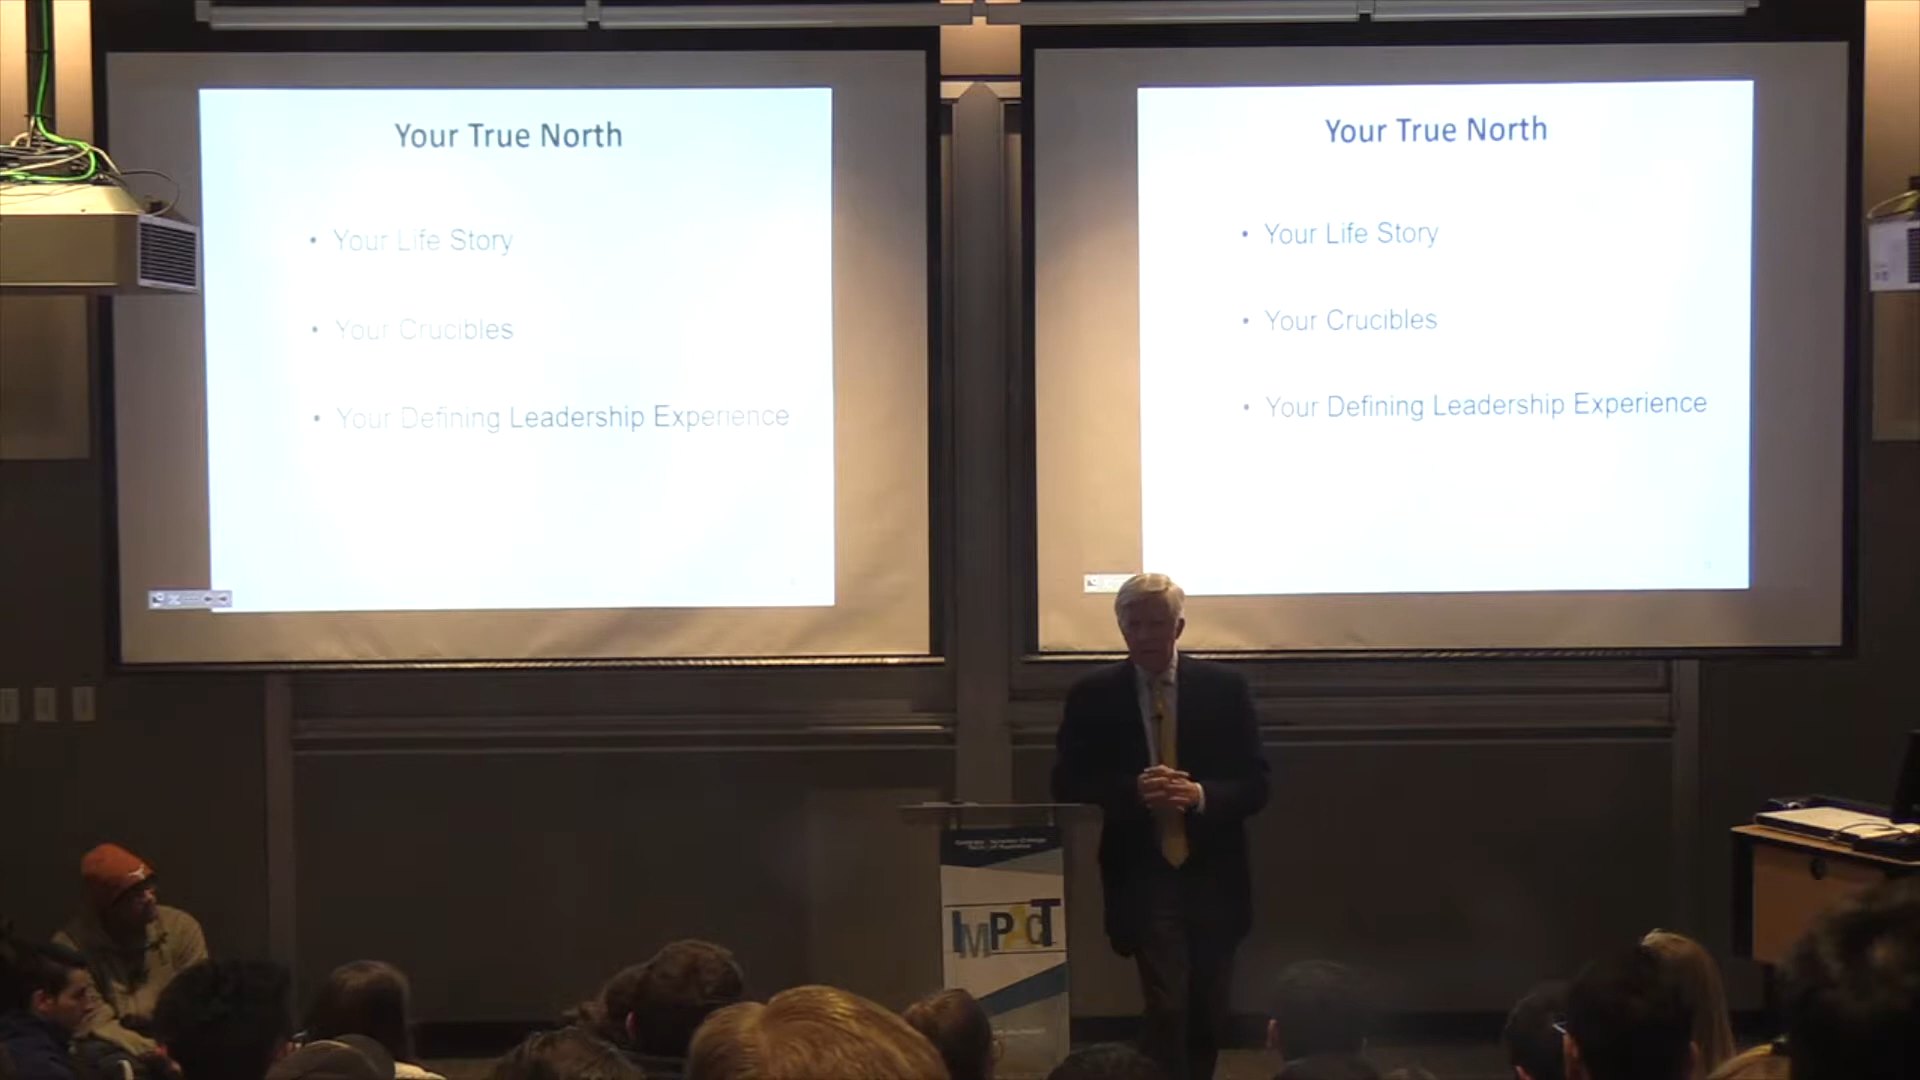 Your True North
• Your Life Story
• Your Crucibles
• Your Defining Leadership Experience
Your True North
• Your Life Story
• Your Crucibles
• Your Defining Leadership Experience
IMPACT